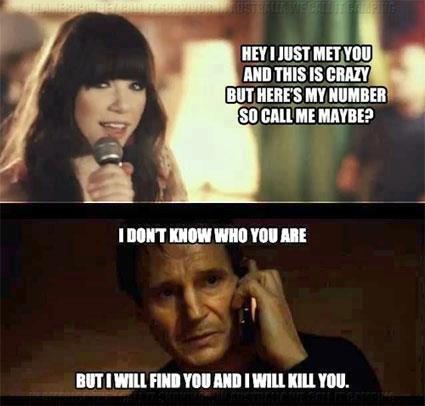 HEY I JUST MET YOU
AND THIS IS CRAZY
BUT HERE'S MY NUMBER
SO CALL ME MAYBE?
I DON'T KNOW WHO YOU ARE
BUT I WILL FIND YOU AND I WILL KILL YOU.